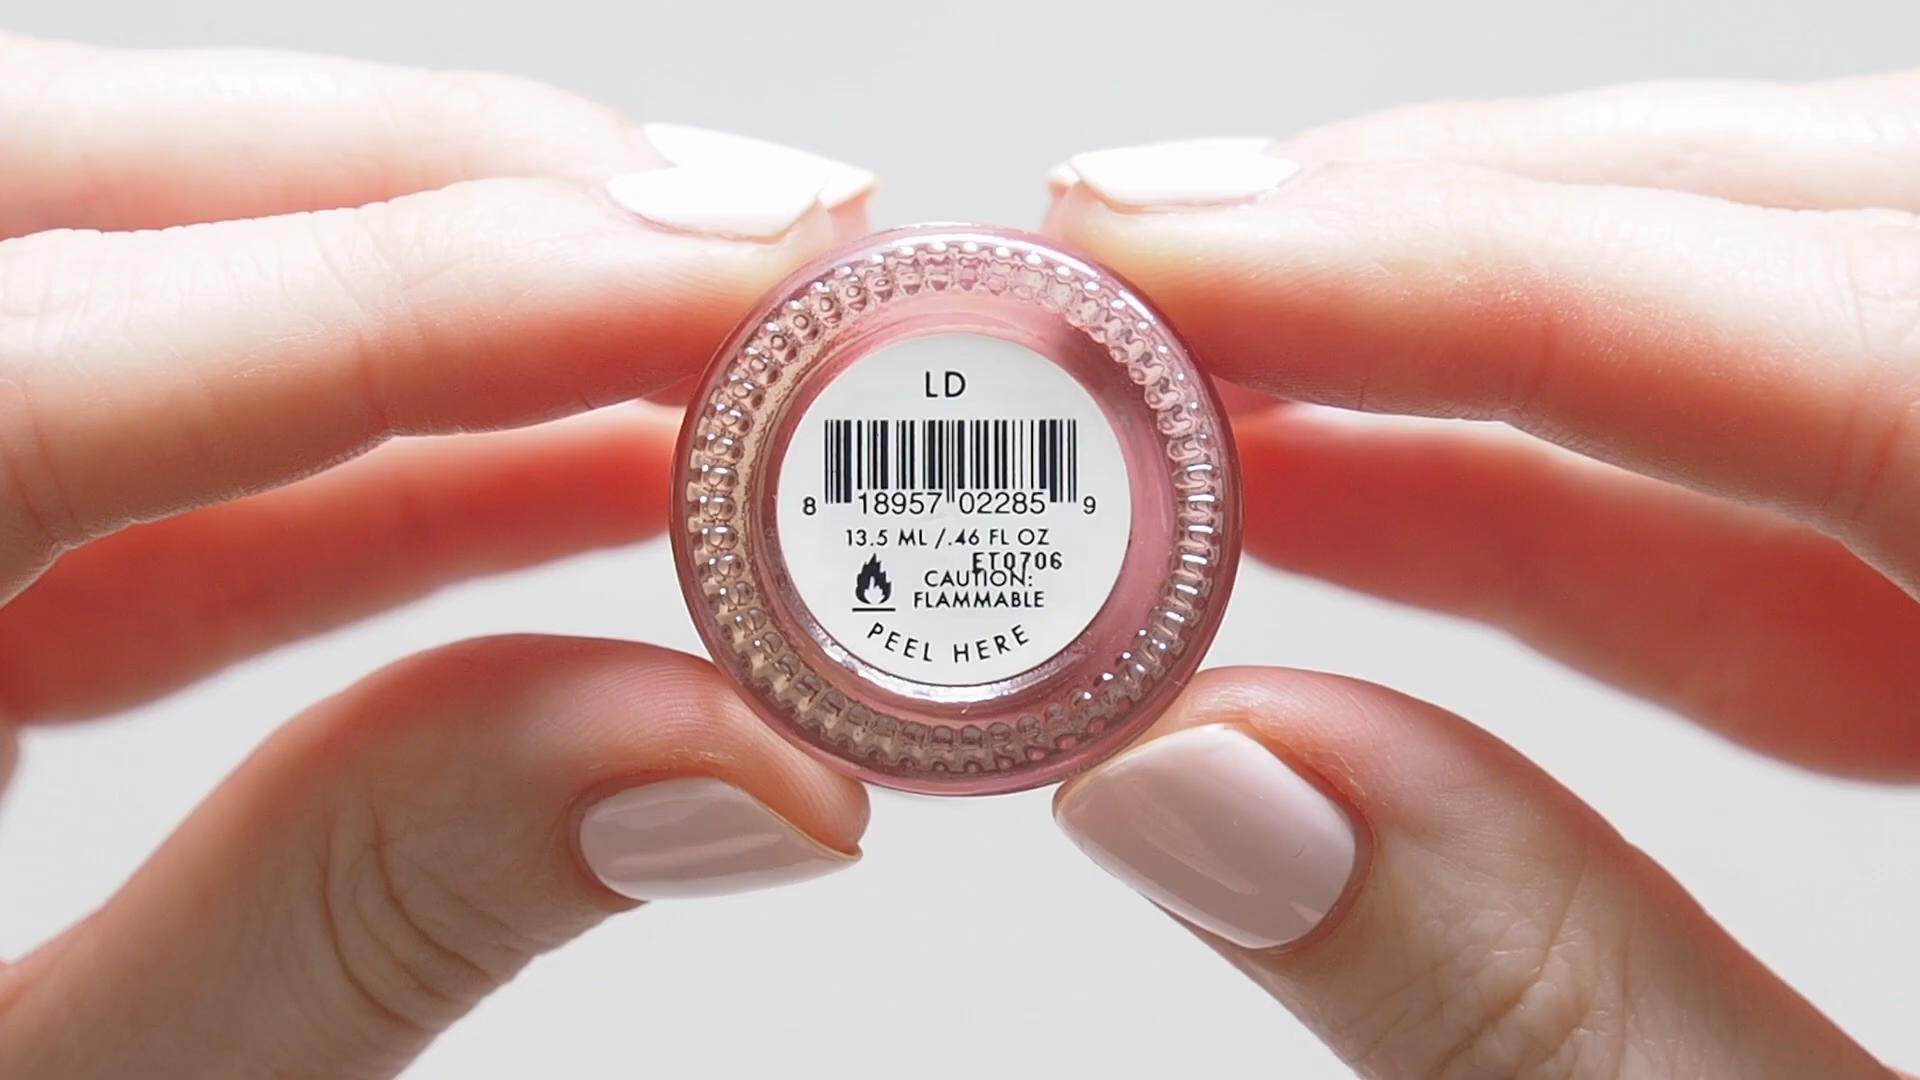 LD
8 18957 02285 9
13.5 ML /.46 FL OZ
ET0706
CAUTION:
FLAMMABLE
PEEL HERE